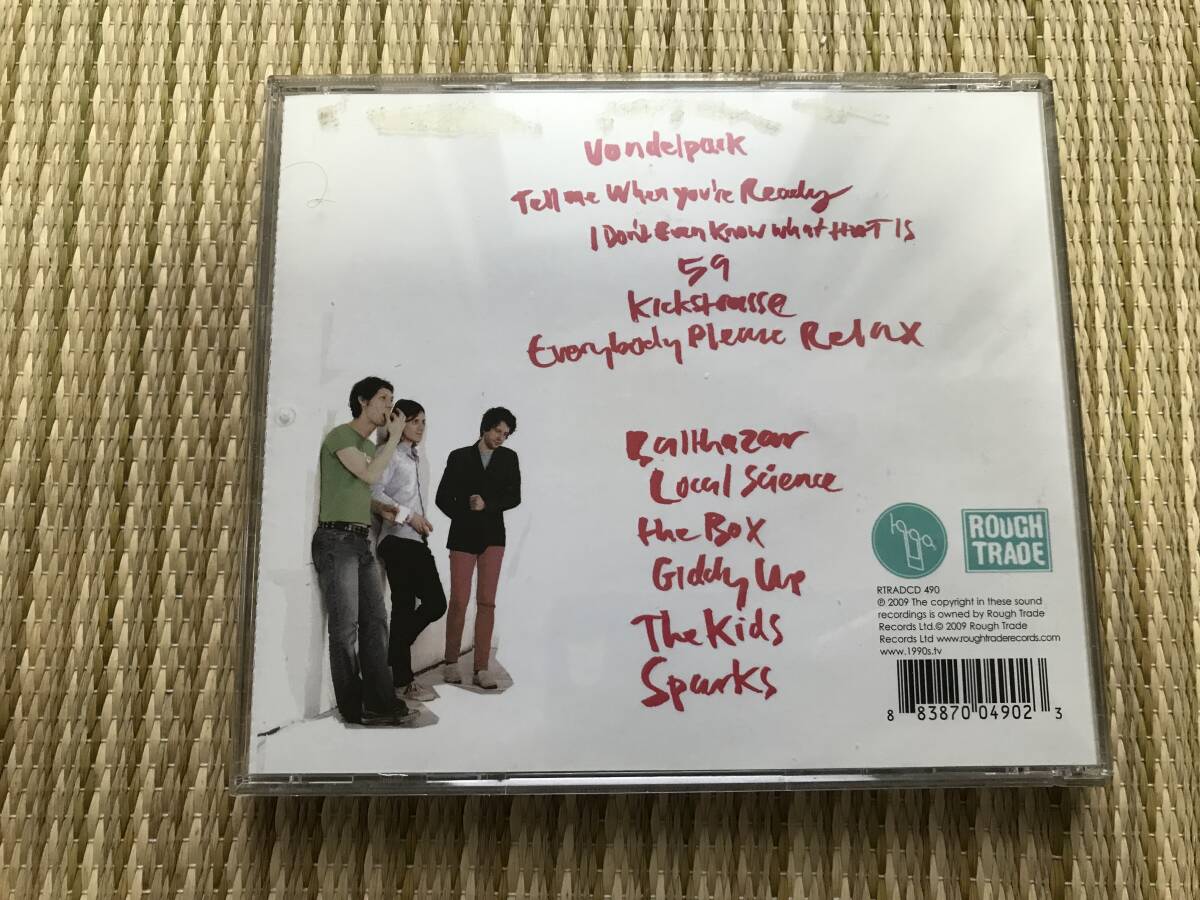 Vondelpark
Tell me When you're Ready
I Don't Even Know what that Is
59
Kickstrasse
Everybody Please Relax
Balthazar
Local Science
the Box
Giddy Up
The Kids
Sparks
1990s
ROUGH
TRADE
RTRADCD 490
℗ 2009 The copyright in these sound
recordings is owned by Rough Trade
Records Ltd.© 2009 Rough Trade
Records Ltd www.roughtraderecords.com
www.1990s.tv
8 83870 04902 3